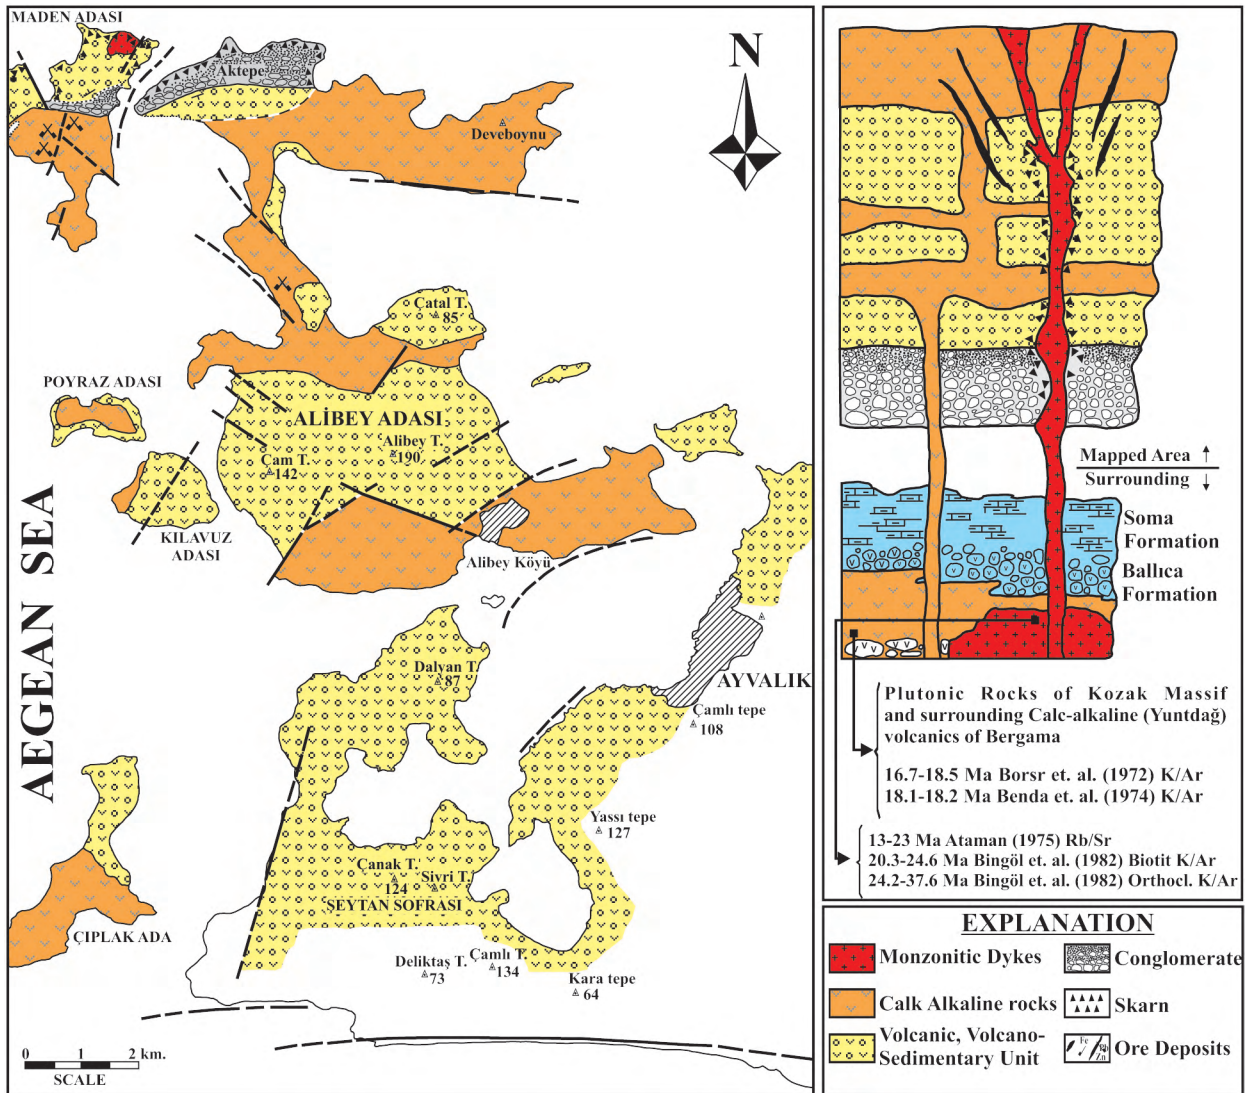 MADEN ADASI
Aktepe
Deveboynu
N
Çatal T.
85
POYRAZ ADASI
ALİBEY ADASI
Alibey T.
190
Çam T.
142
KILAVUZ
ADASI
Alibey Köyü
AEGEAN SEA
Dalyan T.
87
AYVALIK
Çamlı tepe
108
Yassı tepe
127
Çanak T.
124
Sivri T.
ŞEYTAN SOFRASI
ÇIPLAK ADA
Deliktaş T.
73
Çamlı T.
134
Kara tepe
64
0 1 2 km.
SCALE
Mapped Area
Surrounding
Soma
Formation
Ballıca
Formation
Plutonic Rocks of Kozak Massif
and surrounding Calc-alkaline (Yuntdağ)
volcanics of Bergama
16.7-18.5 Ma Borsr et. al. (1972) K/Ar
18.1-18.2 Ma Benda et. al. (1974) K/Ar
13-23 Ma Ataman (1975) Rb/Sr
20.3-24.6 Ma Bingöl et. al. (1982) Biotit K/Ar
24.2-37.6 Ma Bingöl et. al. (1982) Orthocl. K/Ar
EXPLANATION
Monzonitic Dykes
Calk Alkaline rocks
Volcanic, Volcano-
Sedimentary Unit
Conglomerate
Skarn
Fe
Zn
Ore Deposits